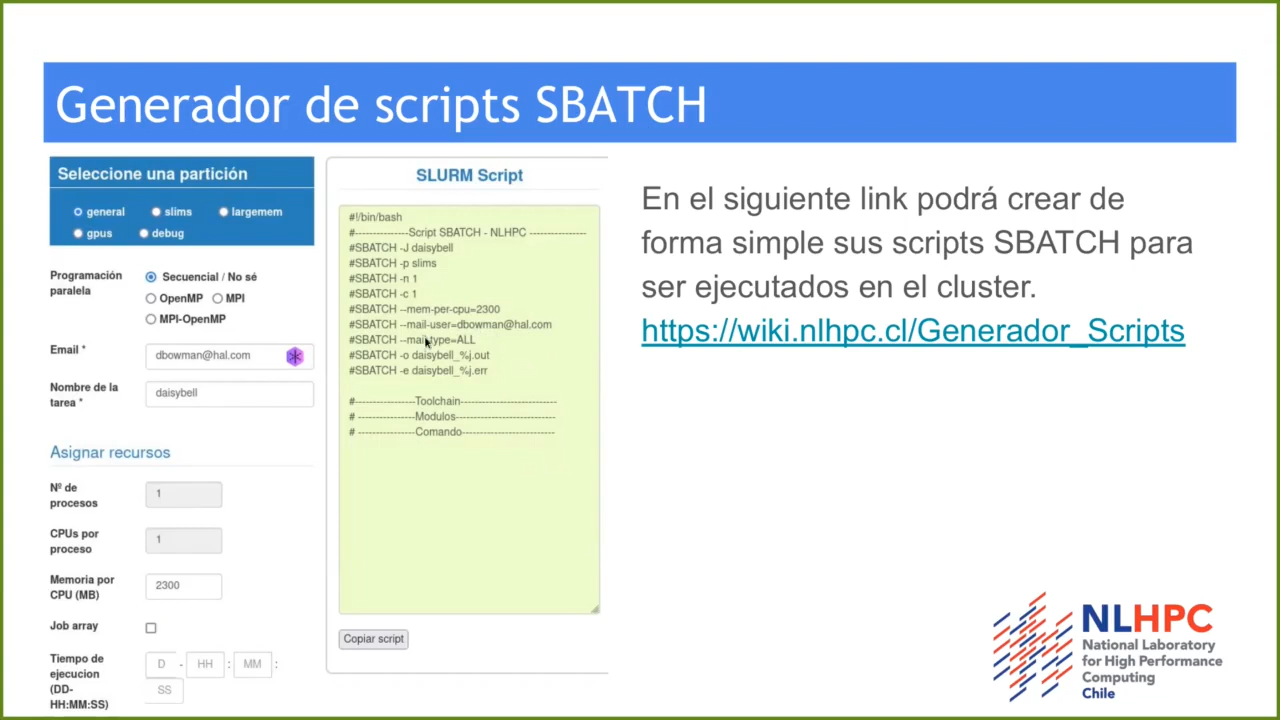 Generador de scripts SBATCH
Seleccione una partición
general slims largemem
gpus debug
Programación
paralela
Secuencial / No sé
OpenMP MPI
MPI-OpenMP
Email *
dbowman@hal.com
Nombre de la
tarea *
daisybell
Asignar recursos
Nº de
procesos
1
CPUs por
proceso
1
Memoria por
CPU (MB)
2300
Job array
Tiempo de
ejecucion
(DD-
HH:MM:SS)
D - HH : MM :
SS
SLURM Script
#!/bin/bash
#---------------Script SBATCH - NLHPC ----------------
#SBATCH -J daisybell
#SBATCH -p slims
#SBATCH -n 1
#SBATCH -c 1
#SBATCH --mem-per-cpu=2300
#SBATCH --mail-user=dbowman@hal.com
#SBATCH --mail-type=ALL
#SBATCH -o daisybell_%j.out
#SBATCH -e daisybell_%j.err
#-----------------Toolchain---------------------------
# ----------------Modulos----------------------------
# ----------------Comando--------------------------
Copiar script
En el siguiente link podrá crear de
forma simple sus scripts SBATCH para
ser ejecutados en el cluster.
https://wiki.nlhpc.cl/Generador_Scripts
NLHPC
National Laboratory
for High Performance
Computing
Chile